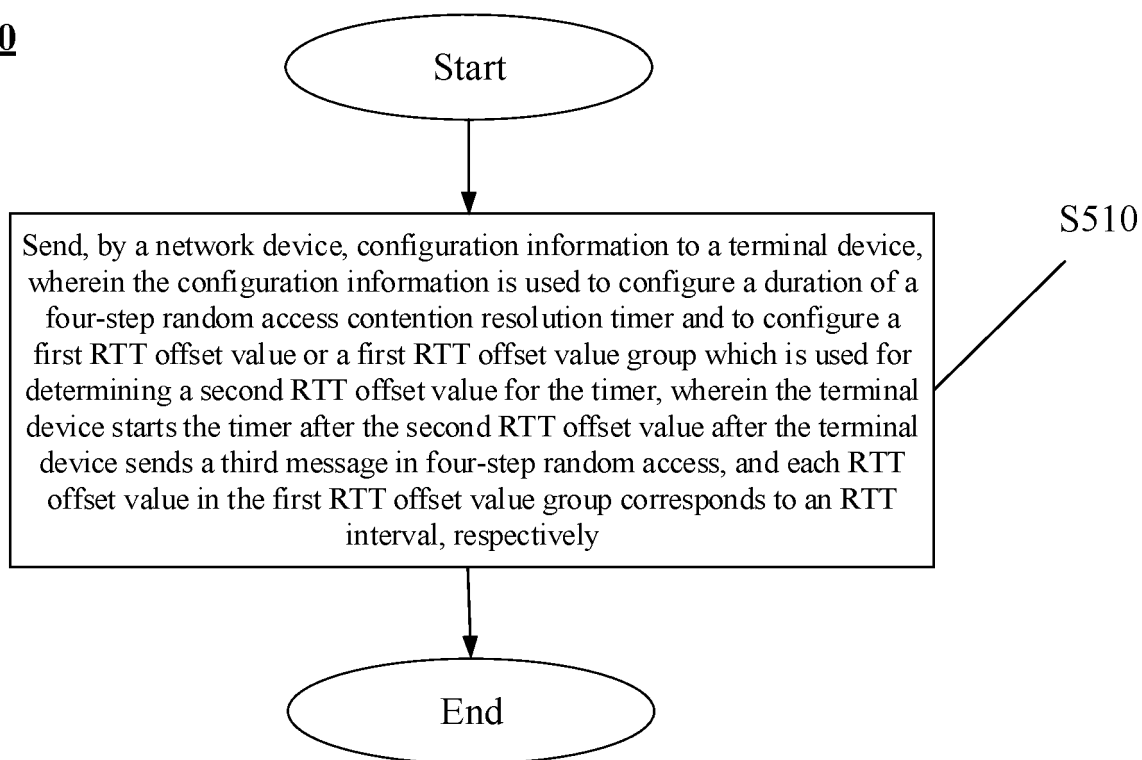 0
Start
S510
Send, by a network device, configuration information to a terminal device,
wherein the configuration information is used to configure a duration of a
four-step random access contention resolution timer and to configure a
first RTT offset value or a first RTT offset value group which is used for
determining a second RTT offset value for the timer, wherein the terminal
device starts the timer after the second RTT offset value after the terminal
device sends a third message in four-step random access, and each RTT
offset value in the first RTT offset value group corresponds to an RTT
interval, respectively
End